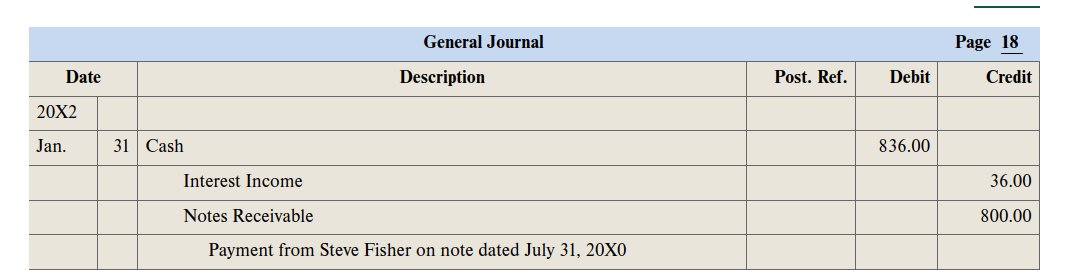 General Journal Page 18
Date Description Post. Ref. Debit Credit
20X2
Jan. 31 Cash 836.00
Interest Income 36.00
Notes Receivable 800.00
Payment from Steve Fisher on note dated July 31, 20X0